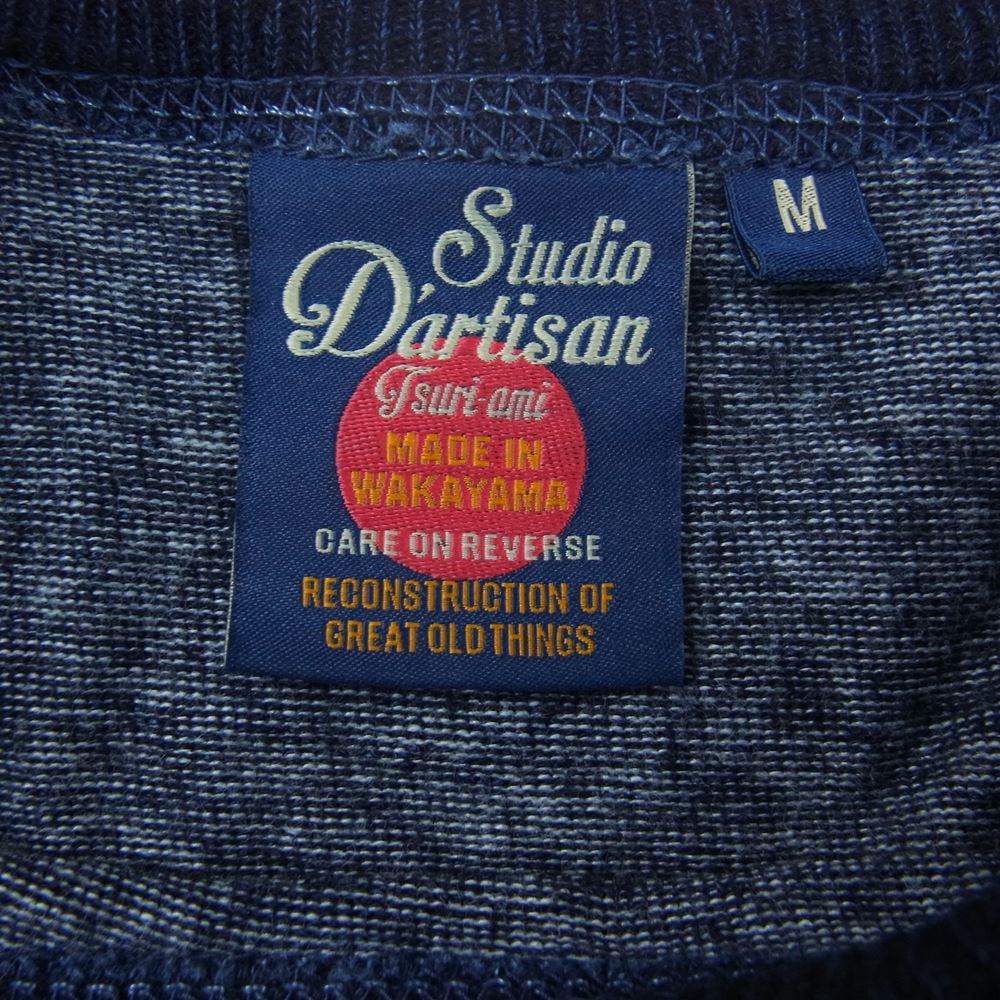 Studio
D'artisan
Tsuri-ami
MADE IN
WAKAYAMA
CARE ON REVERSE
RECONSTRUCTION OF
GREAT OLD THINGS
M